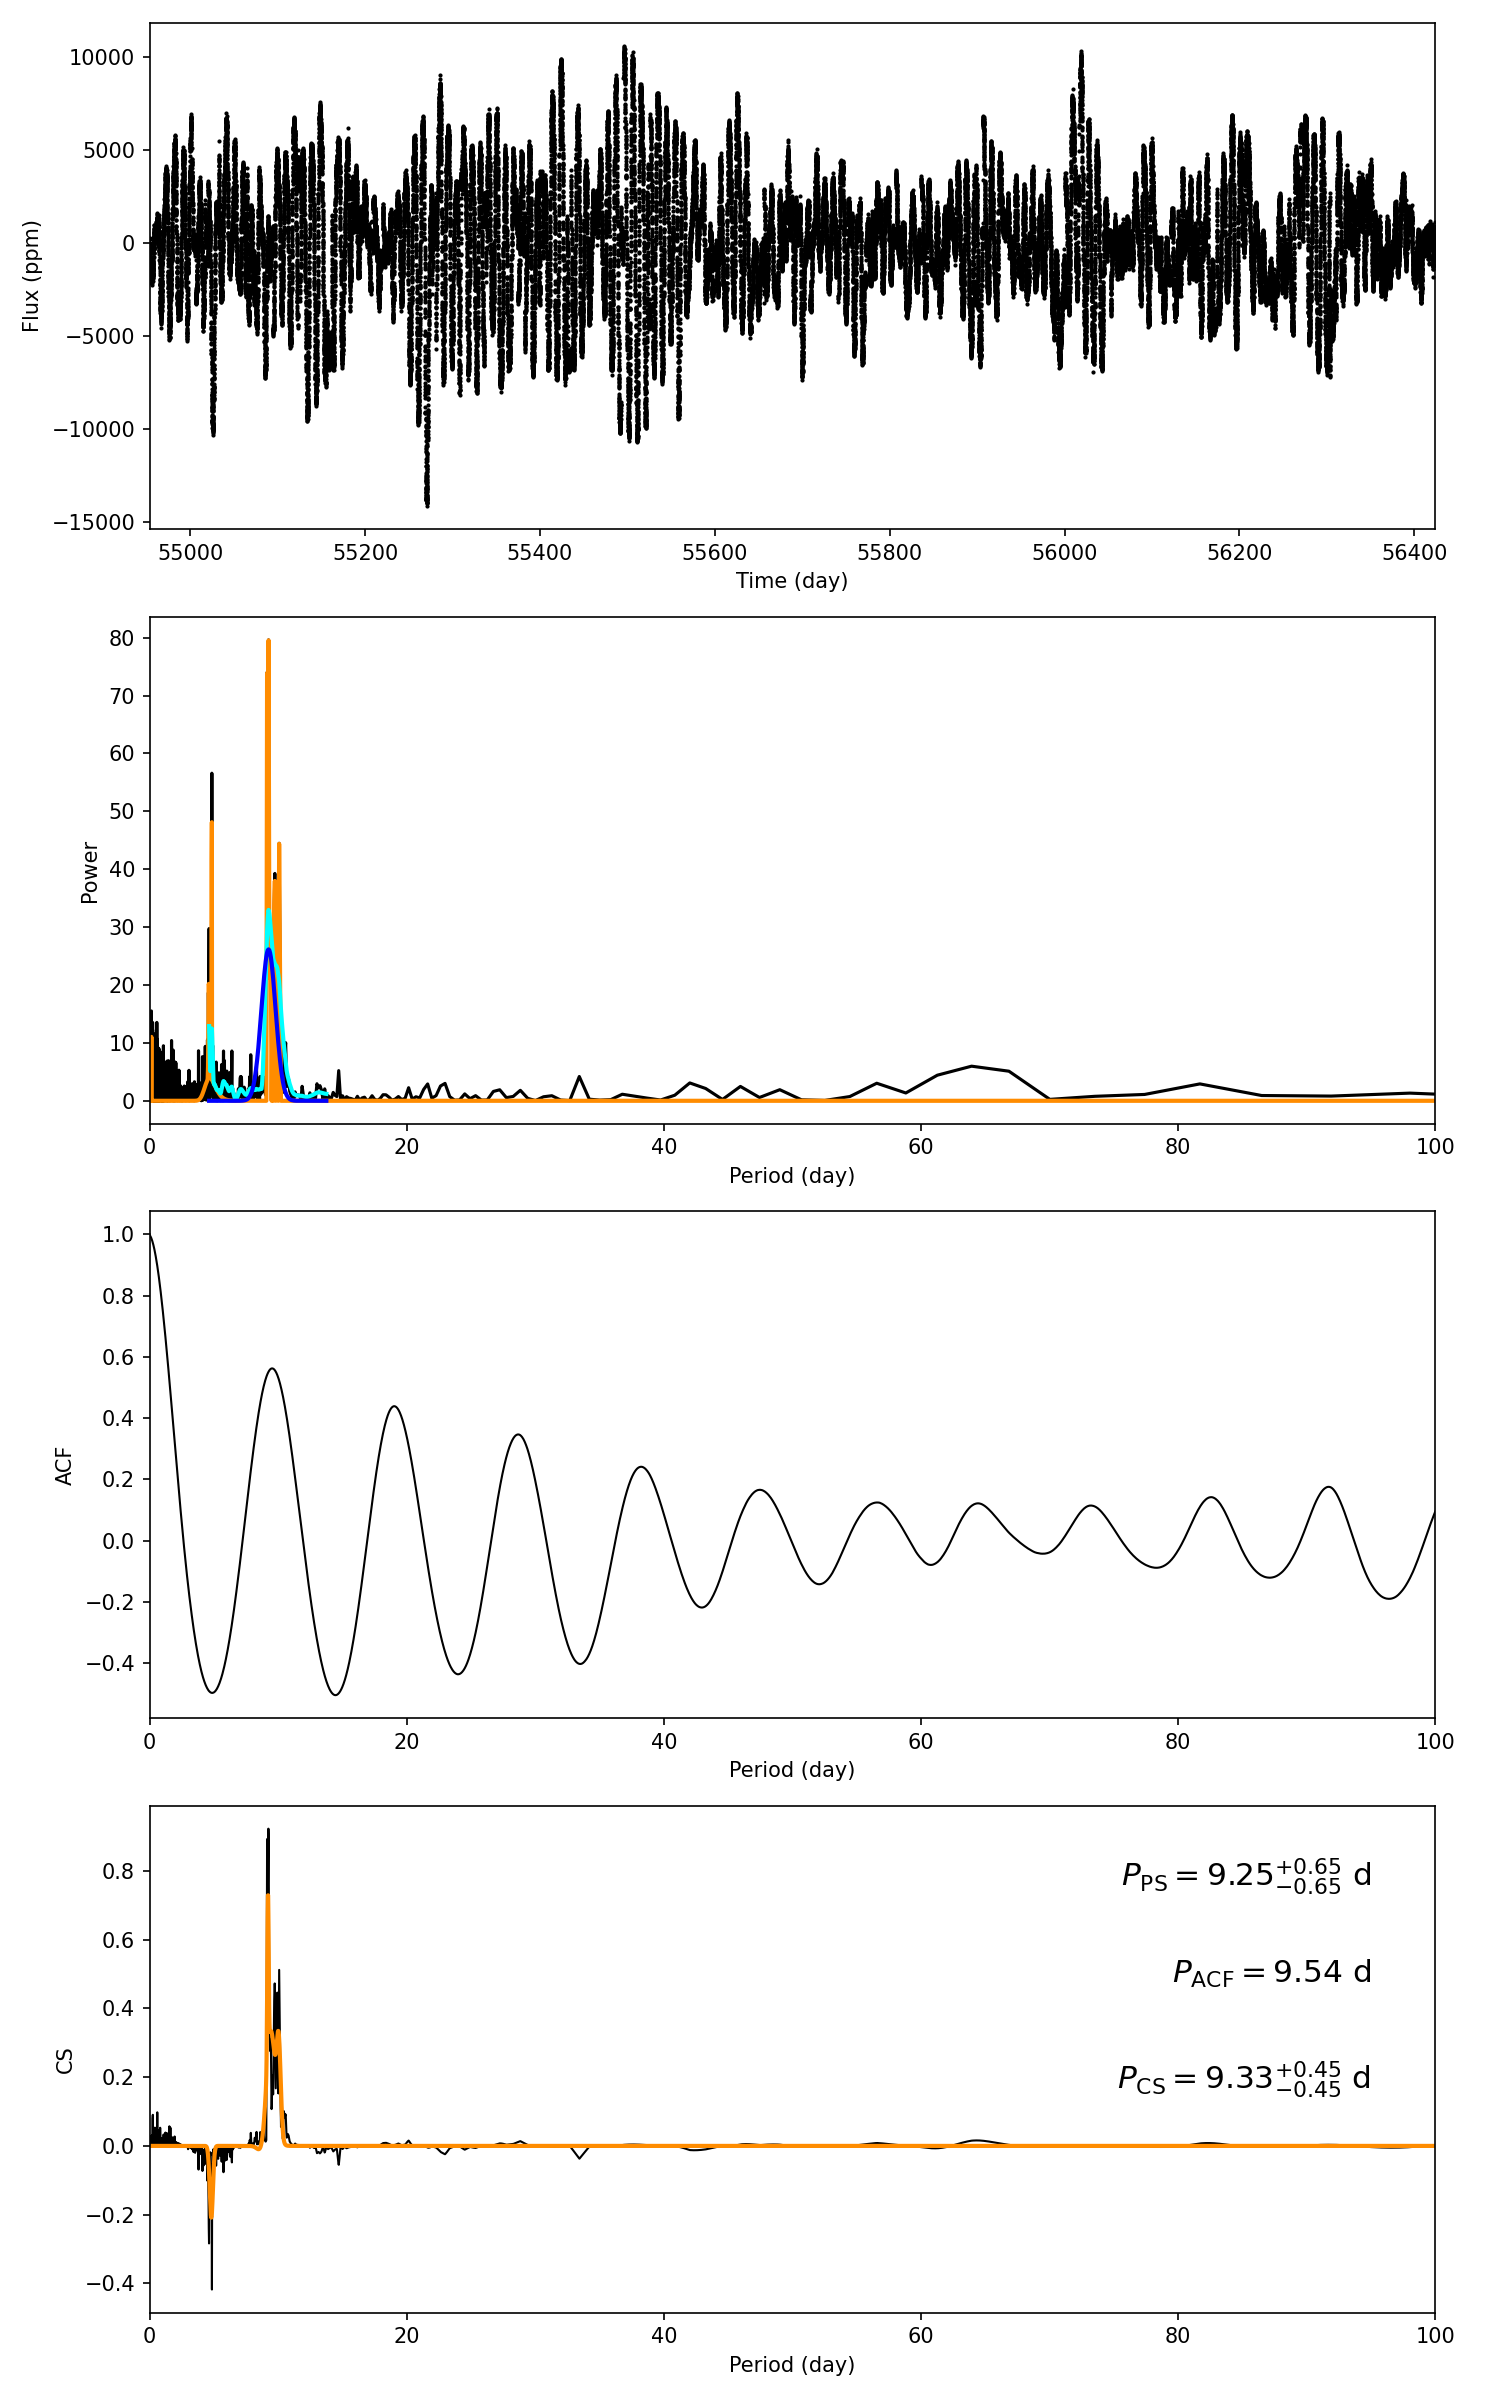 10000
5000
0
−5000
−10000
−15000
Flux (ppm)
55000 55200 55400 55600 55800 56000 56200 56400
Time (day)
80
70
60
50
40
30
20
10
0
Power
0 20 40 60 80 100
Period (day)
1.0
0.8
0.6
0.4
0.2
0.0
−0.2
−0.4
ACF
0 20 40 60 80 100
Period (day)
0.8
0.6
0.4
0.2
0.0
−0.2
−0.4
CS
P_PS = 9.25 +0.65 −0.65 d
P_ACF = 9.54 d
P_CS = 9.33 +0.45 −0.45 d
0 20 40 60 80 100
Period (day)